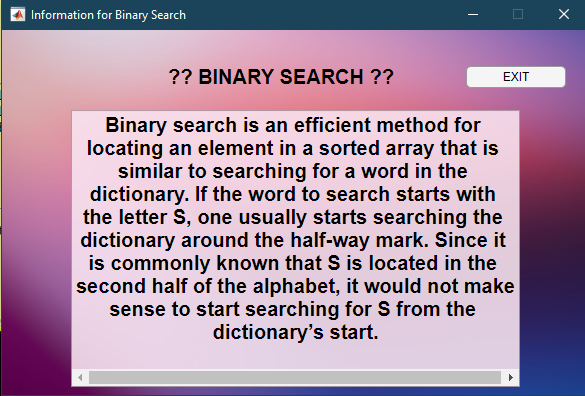 Information for Binary Search
?? BINARY SEARCH ??
EXIT
Binary search is an efficient method for
locating an element in a sorted array that is
similar to searching for a word in the
dictionary. If the word to search starts with
the letter S, one usually starts searching the
dictionary around the half-way mark. Since it
is commonly known that S is located in the
second half of the alphabet, it would not make
sense to start searching for S from the
dictionary’s start.